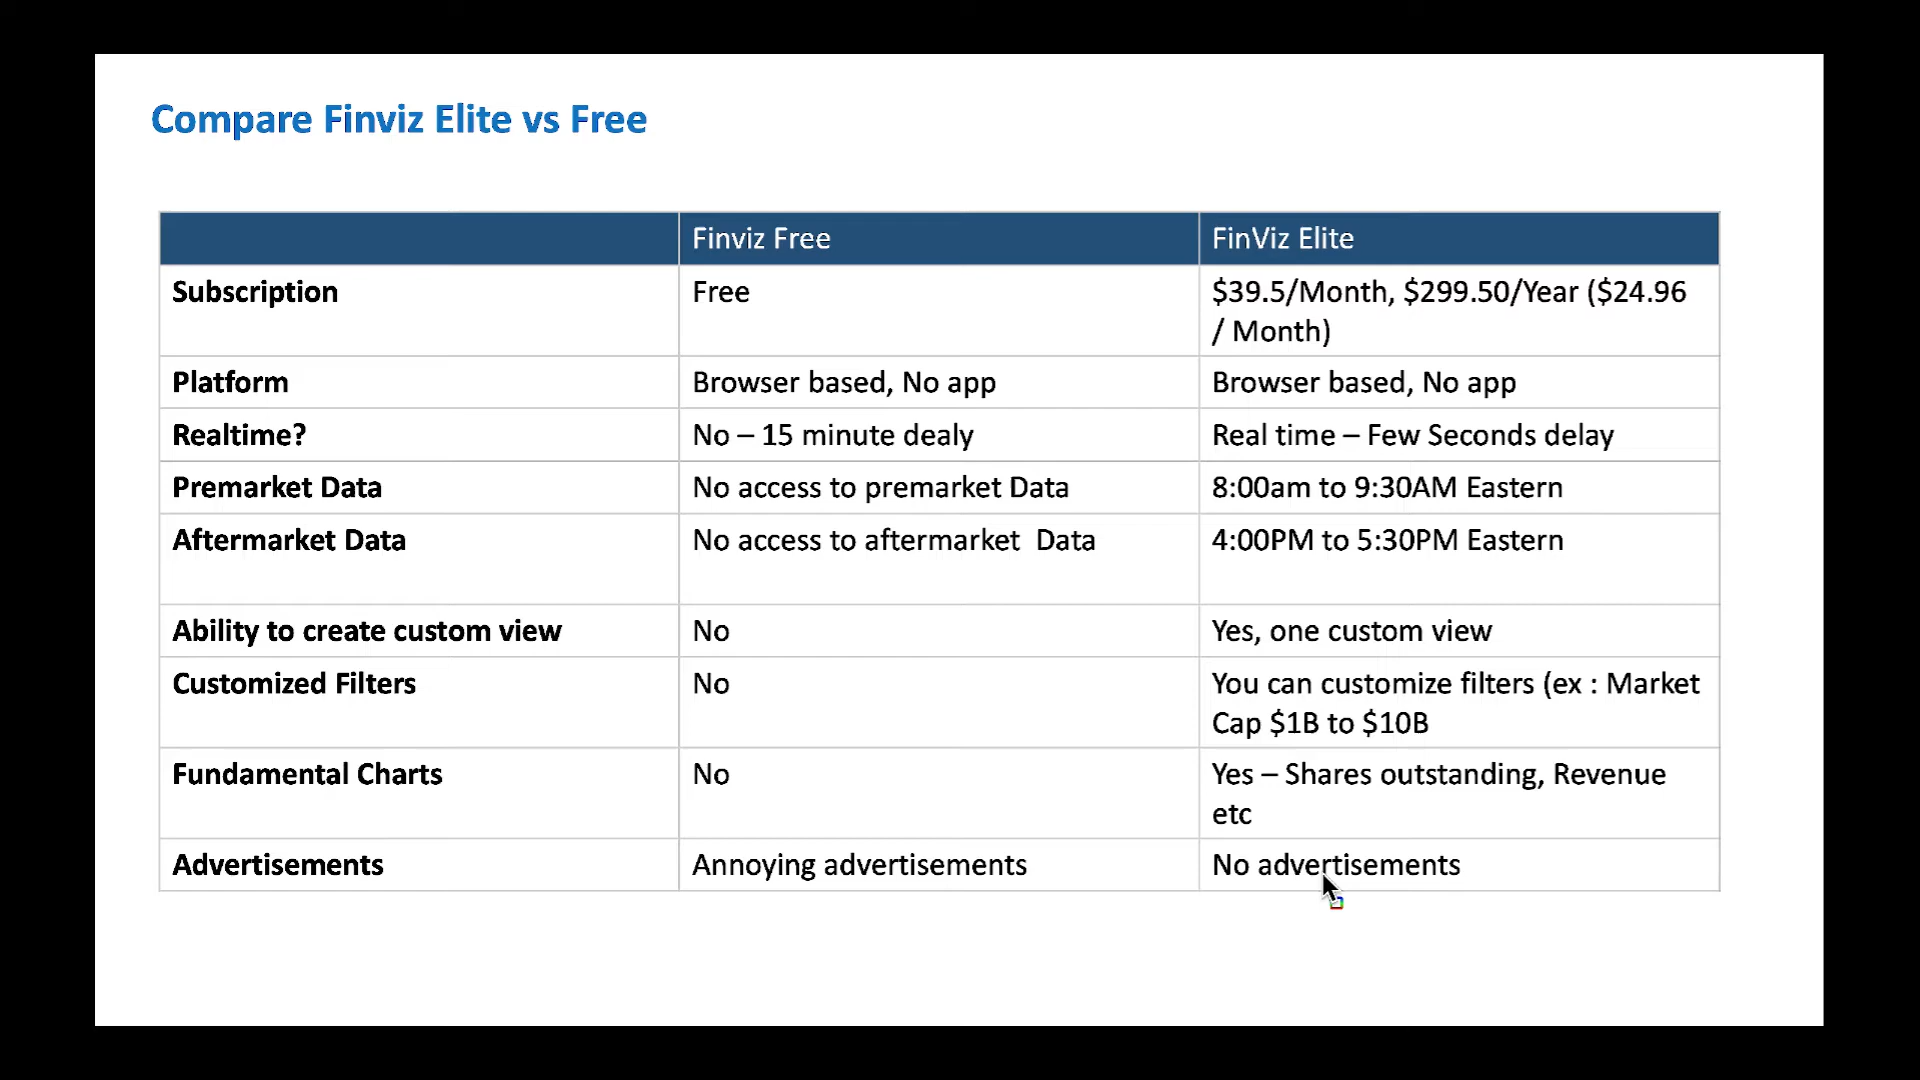 Compare Finviz Elite vs Free
Finviz Free
FinViz Elite
Subscription
Free
$39.5/Month, $299.50/Year ($24.96
/ Month)
Platform
Browser based, No app
Browser based, No app
Realtime?
No – 15 minute dealy
Real time – Few Seconds delay
Premarket Data
No access to premarket Data
8:00am to 9:30AM Eastern
Aftermarket Data
No access to aftermarket  Data
4:00PM to 5:30PM Eastern
Ability to create custom view
No
Yes, one custom view
Customized Filters
No
You can customize filters (ex : Market
Cap $1B to $10B
Fundamental Charts
No
Yes – Shares outstanding, Revenue
etc
Advertisements
Annoying advertisements
No advertisements